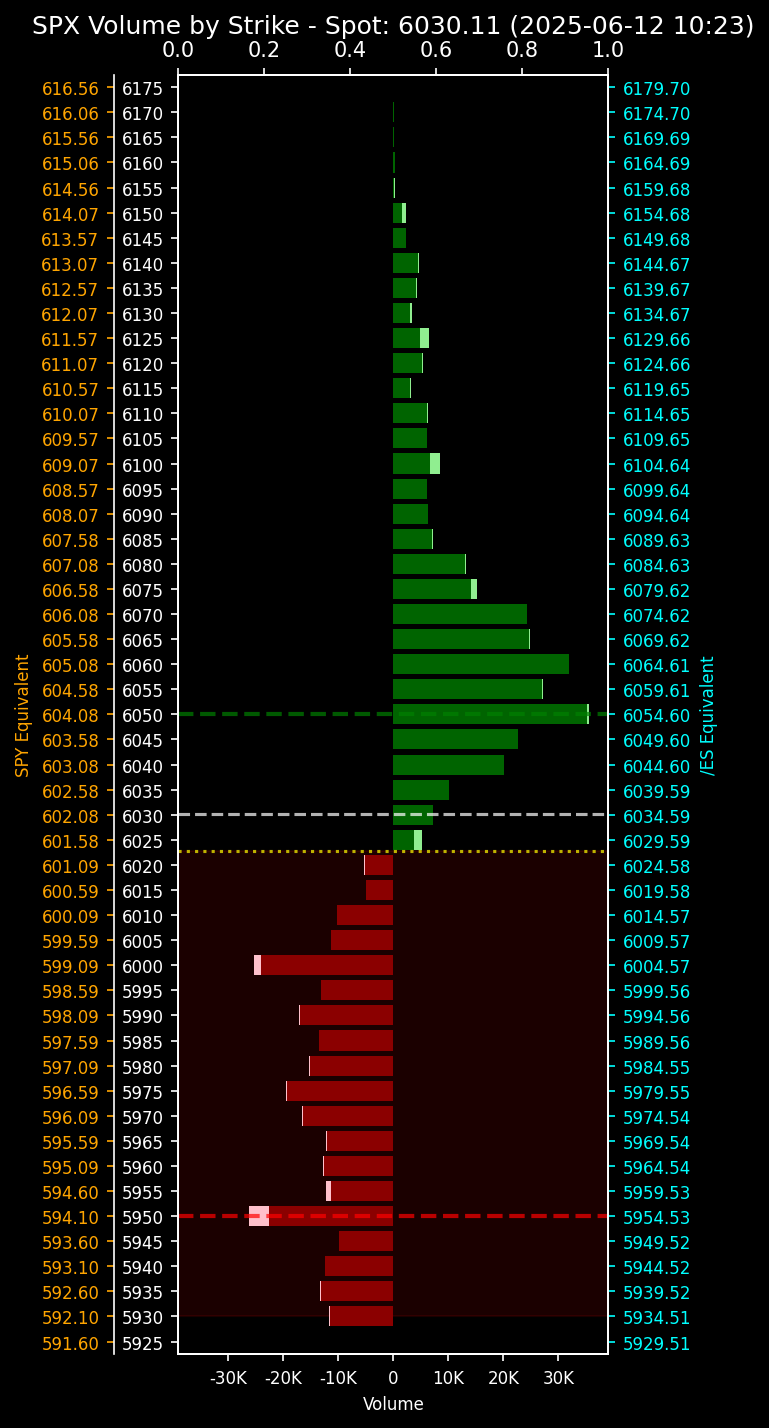 SPX Volume by Strike - Spot: 6030.11 (2025-06-12 10:23)
0.0 0.2 0.4 0.6 0.8 1.0
616.56 6175 6179.70
616.06 6170 6174.70
615.56 6165 6169.69
615.06 6160 6164.69
614.56 6155 6159.68
614.07 6150 6154.68
613.57 6145 6149.68
613.07 6140 6144.67
612.57 6135 6139.67
612.07 6130 6134.67
611.57 6125 6129.66
611.07 6120 6124.66
610.57 6115 6119.65
610.07 6110 6114.65
609.57 6105 6109.65
609.07 6100 6104.64
608.57 6095 6099.64
608.07 6090 6094.64
607.58 6085 6089.63
607.08 6080 6084.63
606.58 6075 6079.62
606.08 6070 6074.62
605.58 6065 6069.62
605.08 6060 6064.61
604.58 6055 6059.61
604.08 6050 6054.60
603.58 6045 6049.60
603.08 6040 6044.60
602.58 6035 6039.59
602.08 6030 6034.59
601.58 6025 6029.59
601.09 6020 6024.58
600.59 6015 6019.58
600.09 6010 6014.57
599.59 6005 6009.57
599.09 6000 6004.57
598.59 5995 5999.56
598.09 5990 5994.56
597.59 5985 5989.56
597.09 5980 5984.55
596.59 5975 5979.55
596.09 5970 5974.54
595.59 5965 5969.54
595.09 5960 5964.54
594.60 5955 5959.53
594.10 5950 5954.53
593.60 5945 5949.52
593.10 5940 5944.52
592.60 5935 5939.52
592.10 5930 5934.51
591.60 5925 5929.51
SPY Equivalent
/ES Equivalent
-30K -20K -10K 0 10K 20K 30K
Volume